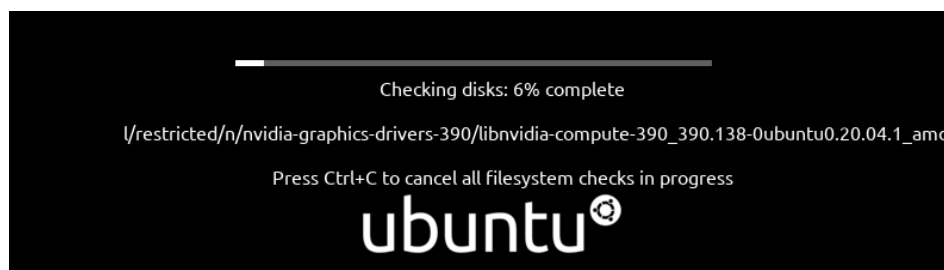 Checking disks: 6% complete
l/restricted/n/nvidia-graphics-drivers-390/libnvidia-compute-390_390.138-0ubuntu0.20.04.1_amd
Press Ctrl+C to cancel all filesystem checks in progress
ubuntu